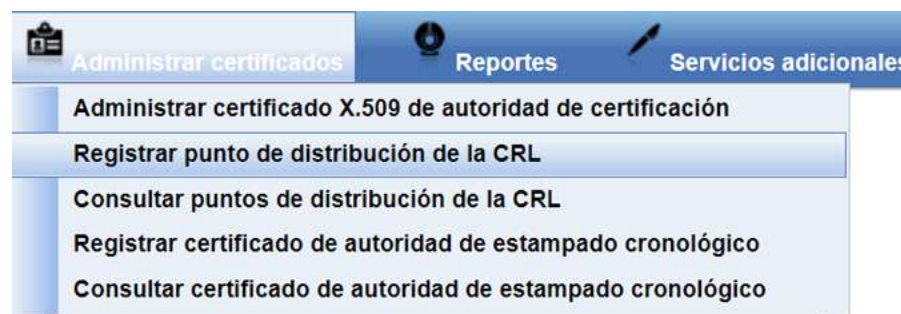 Administrar certificados Reportes Servicios adicionales
Administrar certificado X.509 de autoridad de certificación
Registrar punto de distribución de la CRL
Consultar puntos de distribución de la CRL
Registrar certificado de autoridad de estampado cronológico
Consultar certificado de autoridad de estampado cronológico